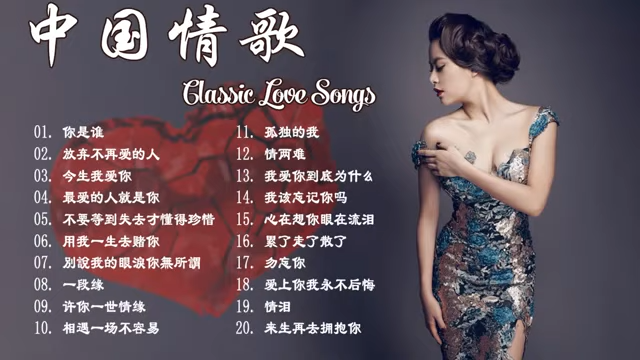 中国情歌
Classic Love Songs
01. 你是谁
02. 放弃不再爱的人
03. 今生我爱你
04. 最爱的人就是你
05. 不要等到失去才懂得珍惜
06. 用我一生去赌你
07. 别說我的眼淚你無所謂
08. 一段缘
09. 许你一世情缘
10. 相遇一场不容易
11. 孤独的我
12. 情两难
13. 我爱你到底为什么
14. 我该忘记你吗
15. 心在想你眼在流泪
16. 累了走了散了
17. 勿忘你
18. 爱上你我永不后悔
19. 情泪
20. 来生再去拥抱你